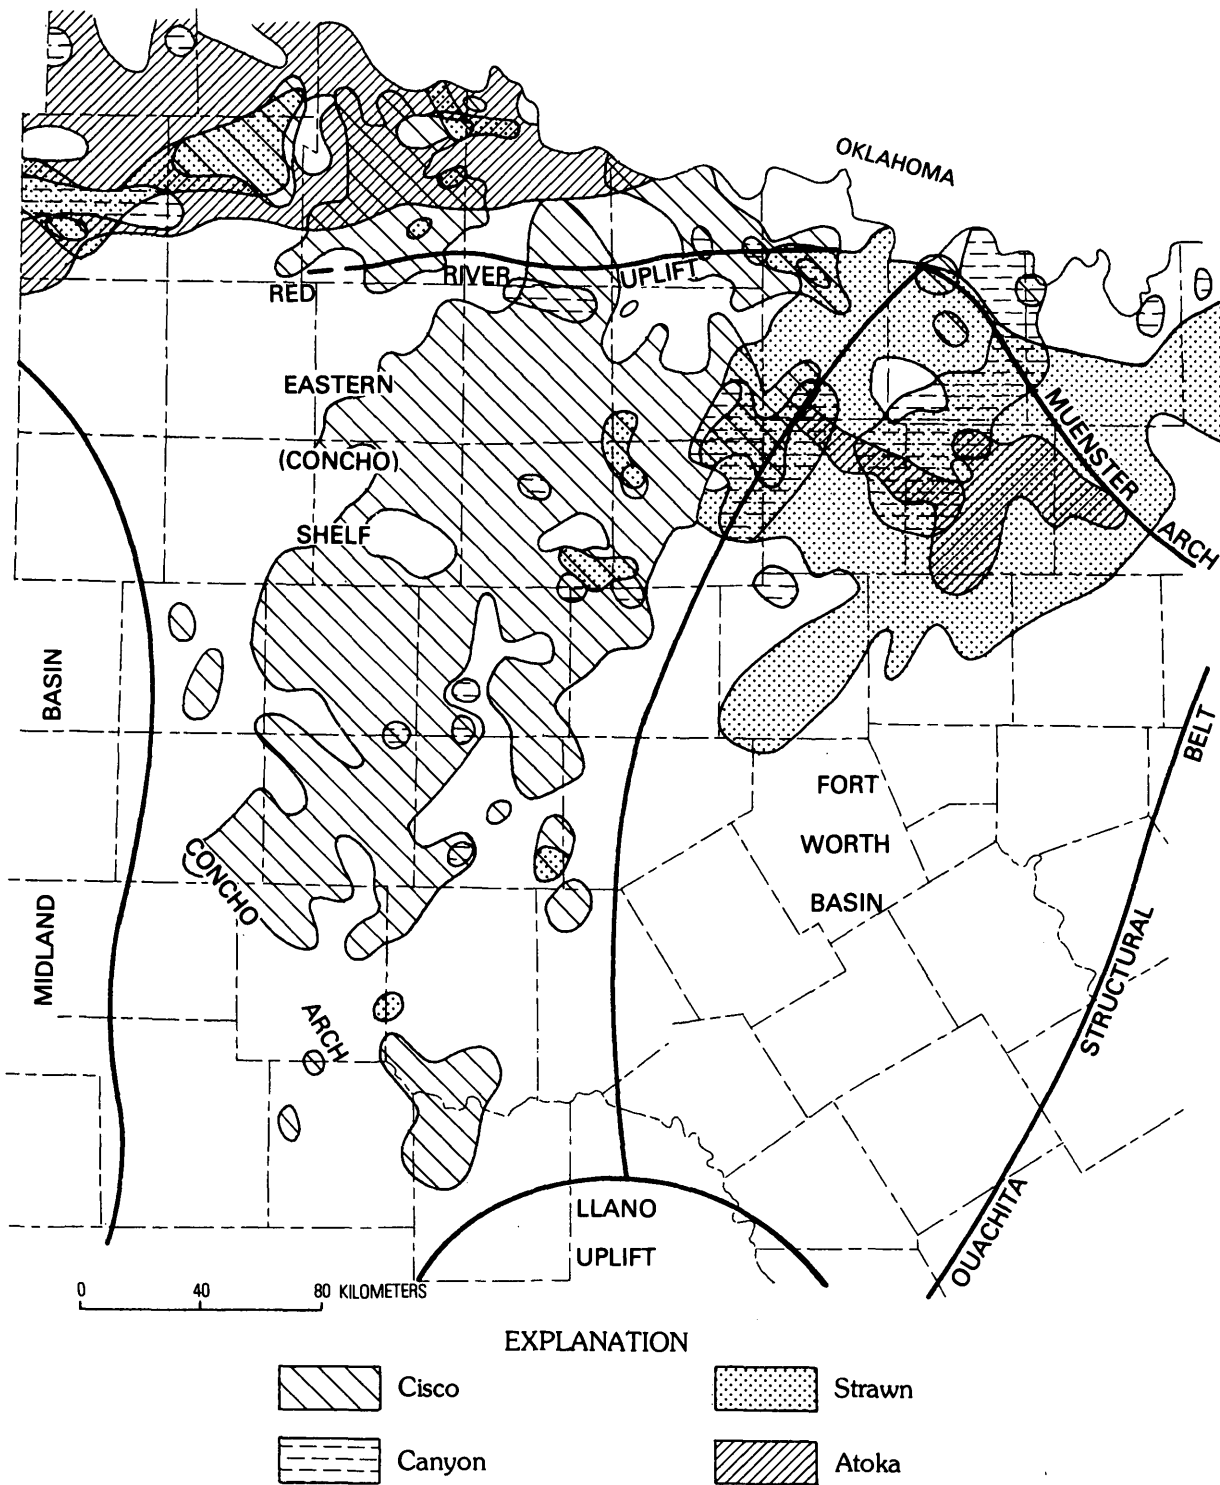 OKLAHOMA
RED
RIVER
UPLIFT
EASTERN
(CONCHO)
SHELF
MUENSTER
ARCH
BASIN
MIDLAND
CONCHO
ARCH
FORT
WORTH
BASIN
BELT
STRUCTURAL
OUACHITA
LLANO
UPLIFT
0 40 80 KILOMETERS
EXPLANATION
Cisco
Strawn
Canyon
Atoka